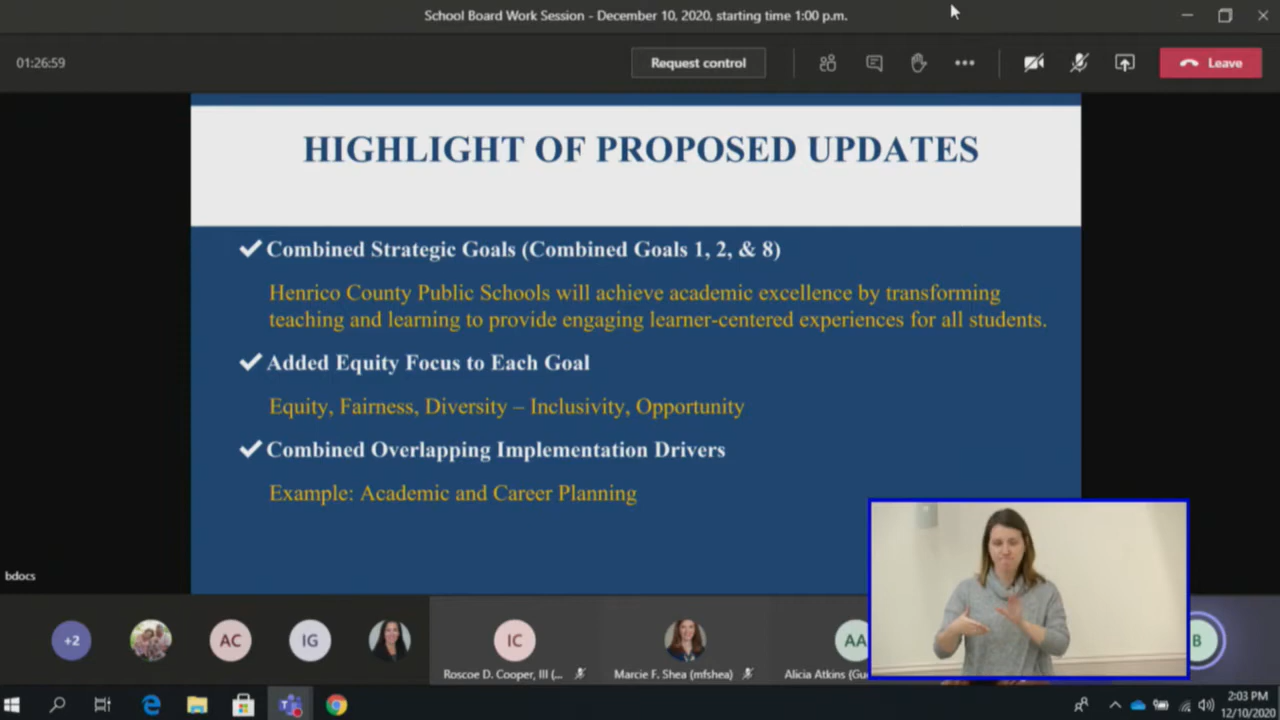 School Board Work Session - December 10, 2020, starting time 1:00 p.m.
01:26:59
Request control
Leave
HIGHLIGHT OF PROPOSED UPDATES
Combined Strategic Goals (Combined Goals 1, 2, & 8)
Henrico County Public Schools will achieve academic excellence by transforming
teaching and learning to provide engaging learner-centered experiences for all students.
Added Equity Focus to Each Goal
Equity, Fairness, Diversity – Inclusivity, Opportunity
Combined Overlapping Implementation Drivers
Example: Academic and Career Planning
bdocs
+2
AC
IG
IC
AA
B
Roscoe D. Cooper, III (...
Marcie F. Shea (mfshea)
Alicia Atkins (Gu
2:03 PM
12/10/2020